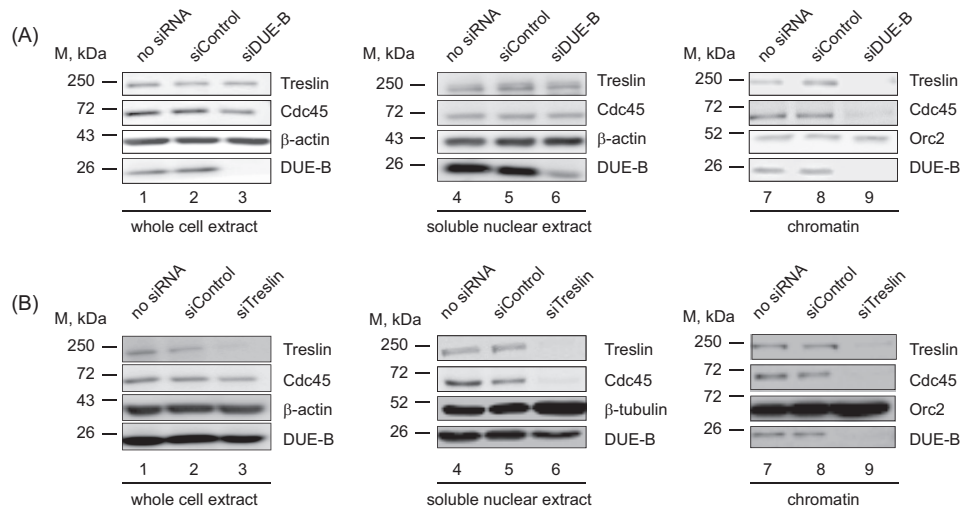 (A)
no siRNA siControl siDUE-B
M, kDa
250 Treslin
72 Cdc45
43 β-actin
26 DUE-B
1 2 3
whole cell extract
no siRNA siControl siDUE-B
M, kDa
250 Treslin
72 Cdc45
43 β-actin
26 DUE-B
4 5 6
soluble nuclear extract
no siRNA siControl siDUE-B
M, kDa
250 Treslin
72 Cdc45
52 Orc2
26 DUE-B
7 8 9
chromatin
(B)
no siRNA siControl siTreslin
M, kDa
250 Treslin
72 Cdc45
43 β-actin
26 DUE-B
1 2 3
whole cell extract
no siRNA siControl siTreslin
M, kDa
250 Treslin
72 Cdc45
52 β-tubulin
26 DUE-B
4 5 6
soluble nuclear extract
no siRNA siControl siTreslin
M, kDa
250 Treslin
72 Cdc45
72 Orc2
26 DUE-B
7 8 9
chromatin